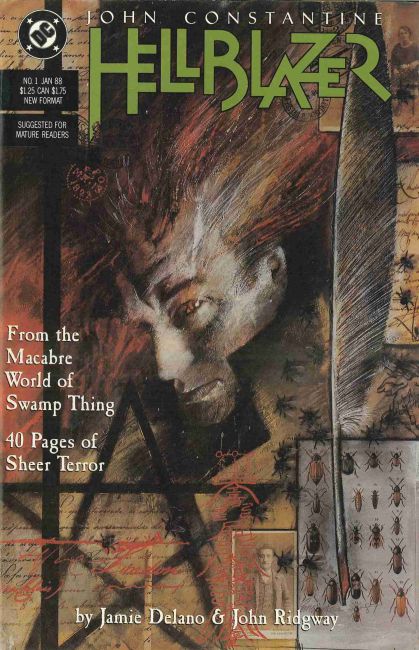 JOHN CONSTANTINE
HELLBLAZER
DC
NO. 1 JAN 88
$1.25 CAN $1.75
NEW FORMAT
SUGGESTED FOR
MATURE READERS
From the
Macabre
World of
Swamp Thing
40 Pages of
Sheer Terror
by Jamie Delano & John Ridgway